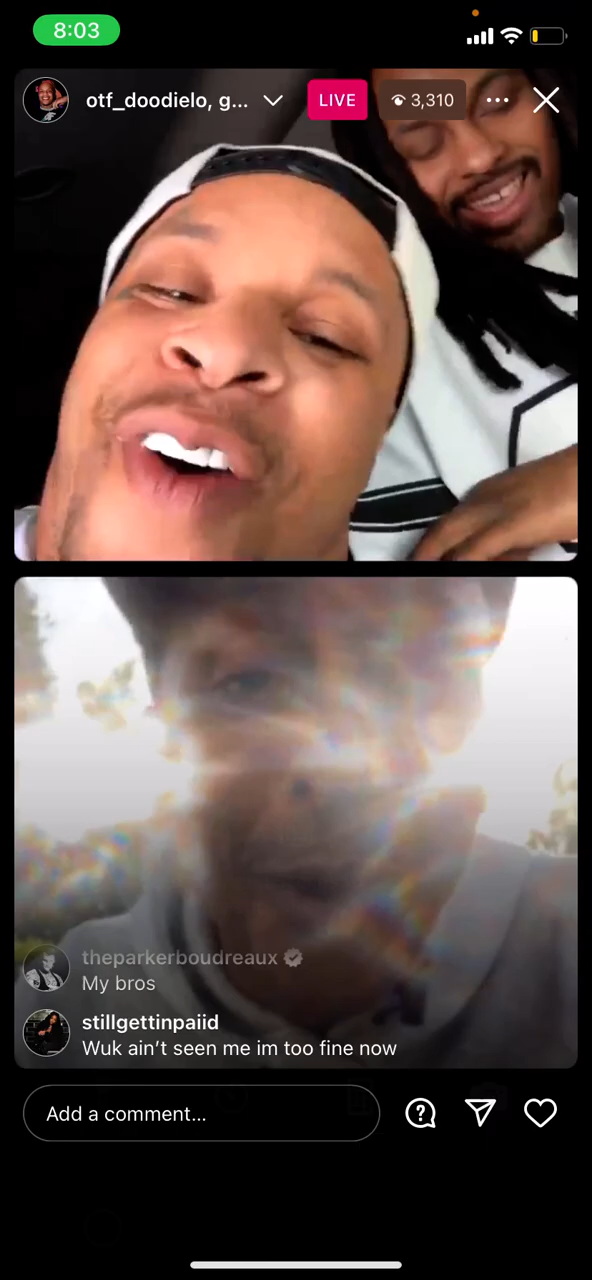 8:03
otf_doodielo, g...
LIVE
3,310
theparkerboudreaux
My bros
stillgettinpaiid
Wuk ain’t seen me im too fine now
Add a comment...